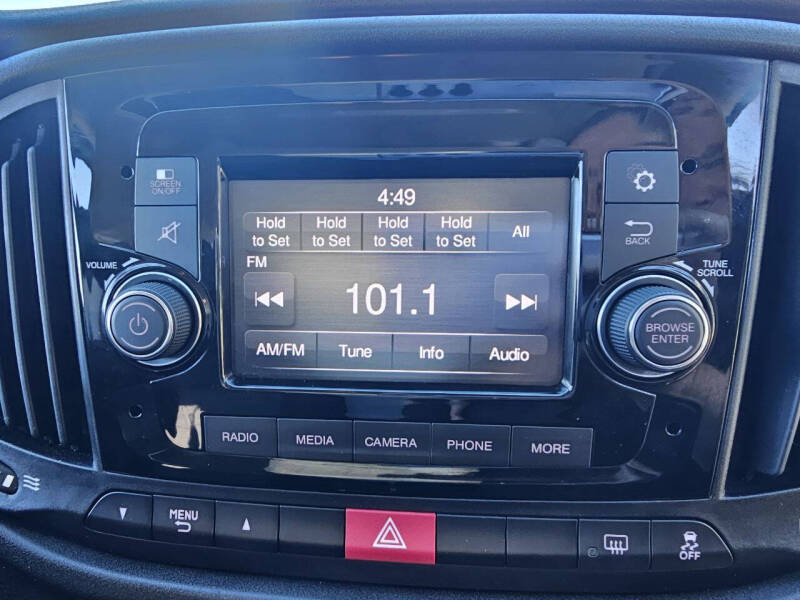 SCREEN
ON/OFF
VOLUME
4:49
Hold to Set
Hold to Set
Hold to Set
Hold to Set
All
FM
101.1
AM/FM
Tune
Info
Audio
BACK
TUNE
SCROLL
BROWSE
ENTER
RADIO
MEDIA
CAMERA
PHONE
MORE
MENU
OFF